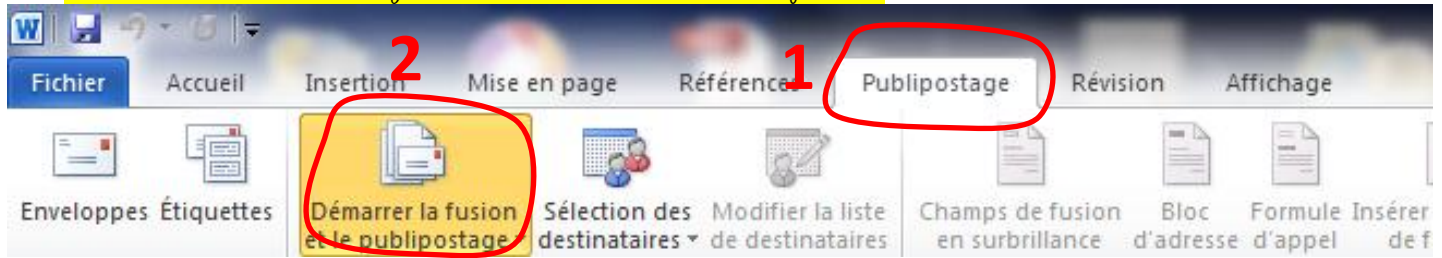 W
2
1
Fichier Accueil Insertion Mise en page Références Publipostage Révision Affichage
Enveloppes Étiquettes Démarrer la fusion Sélection des Modifier la liste Champs de fusion Bloc Formule Insérer
et le publipostage destinataires de destinataires en surbrillance d'adresse d'appel de f